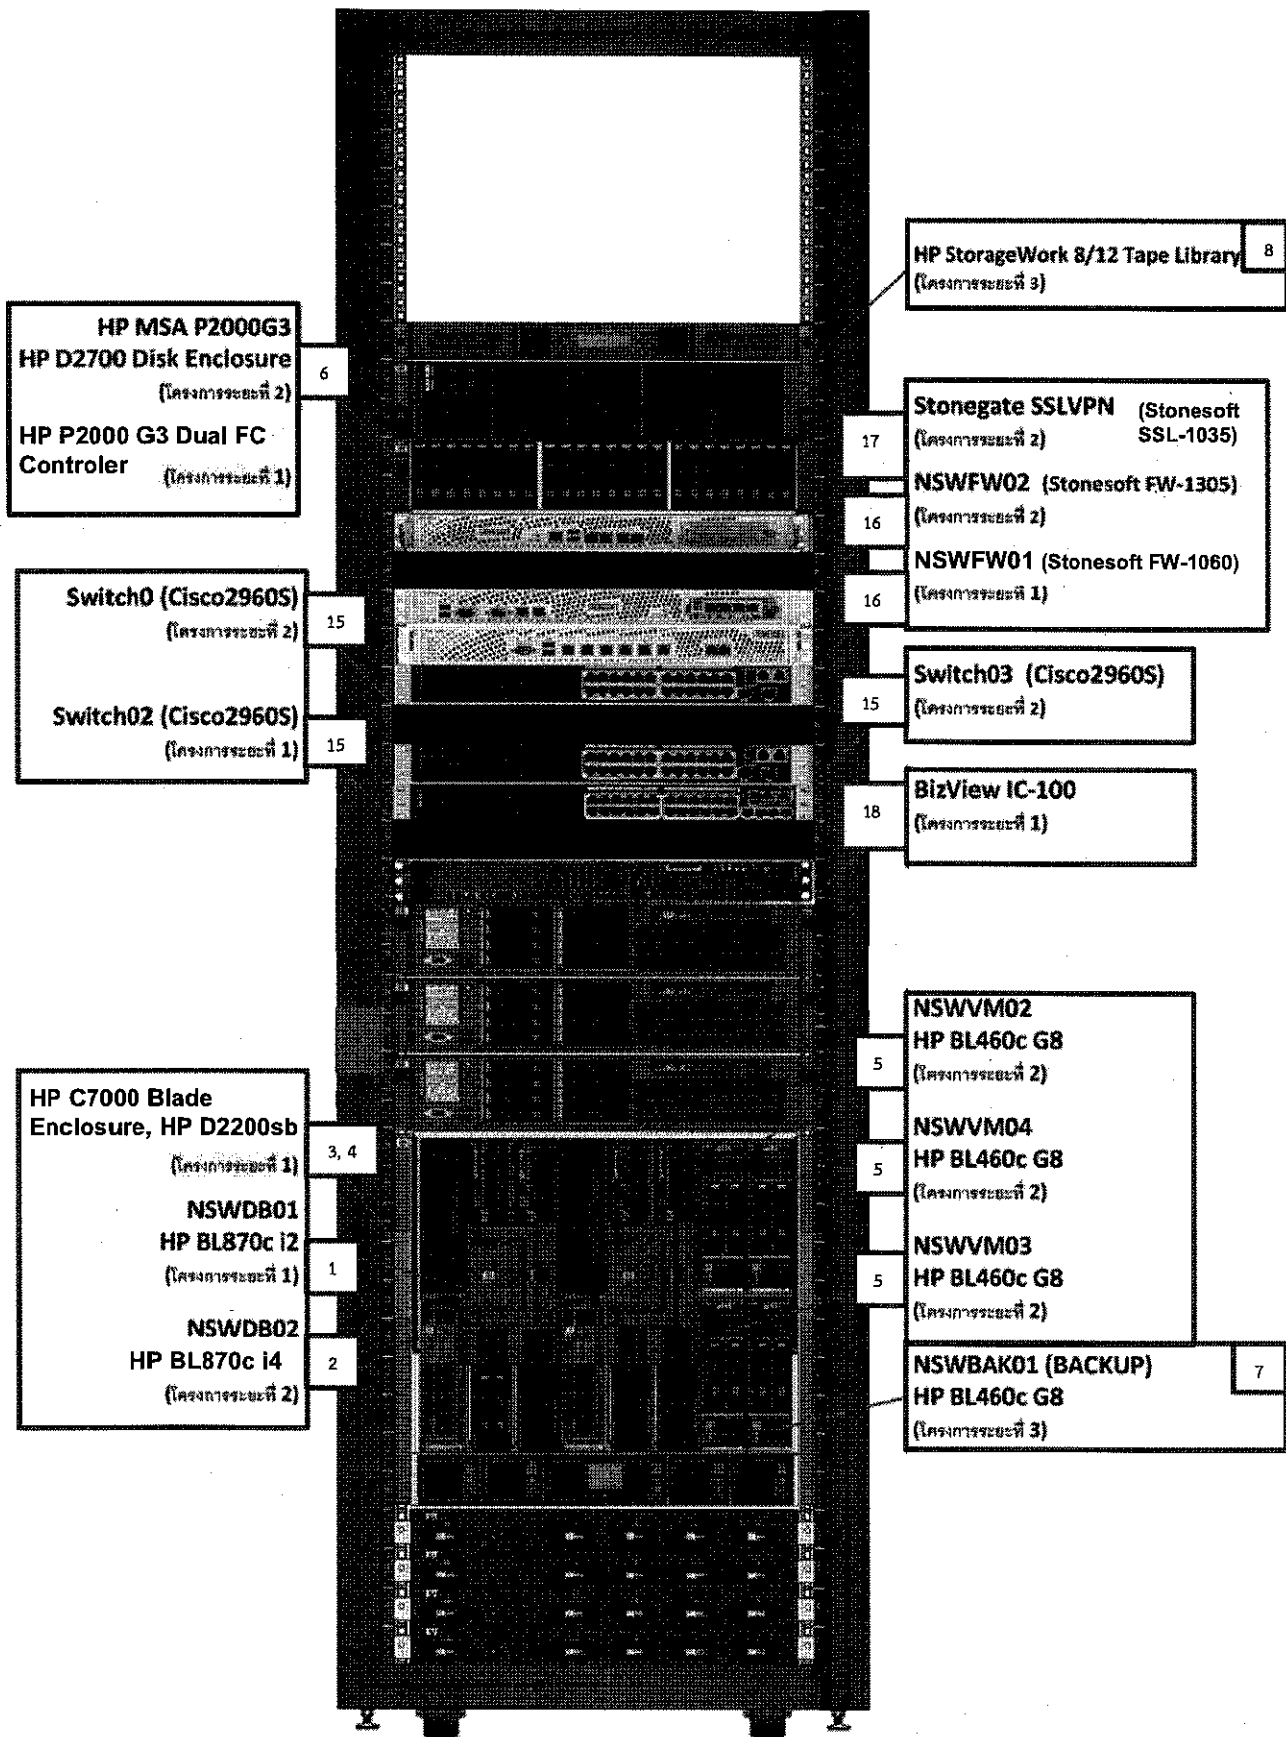 HP StorageWork 8/12 Tape Library
8
(โครงการระยะที่ 3)
HP MSA P2000G3
HP D2700 Disk Enclosure
6
(โครงการระยะที่ 2)
HP P2000 G3 Dual FC
Controler
(โครงการระยะที่ 1)
17
Stonegate SSLVPN (Stonesoft
SSL-1035)
(โครงการระยะที่ 2)
NSWFW02 (Stonesoft FW-1305)
16
(โครงการระยะที่ 2)
NSWFW01 (Stonesoft FW-1060)
16
(โครงการระยะที่ 1)
Switch0 (Cisco2960S)
15
(โครงการระยะที่ 2)
Switch02 (Cisco2960S)
15
(โครงการระยะที่ 1)
Switch03 (Cisco2960S)
15
(โครงการระยะที่ 2)
BizView IC-100
18
(โครงการระยะที่ 1)
NSWVM02
HP BL460c G8
5
(โครงการระยะที่ 2)
NSWVM04
HP BL460c G8
5
(โครงการระยะที่ 2)
NSWVM03
HP BL460c G8
5
(โครงการระยะที่ 2)
NSWBAK01 (BACKUP)
7
HP BL460c G8
(โครงการระยะที่ 3)
HP C7000 Blade
Enclosure, HP D2200sb
3, 4
(โครงการระยะที่ 1)
NSWDB01
HP BL870c i2
1
(โครงการระยะที่ 1)
NSWDB02
HP BL870c i4
2
(โครงการระยะที่ 2)